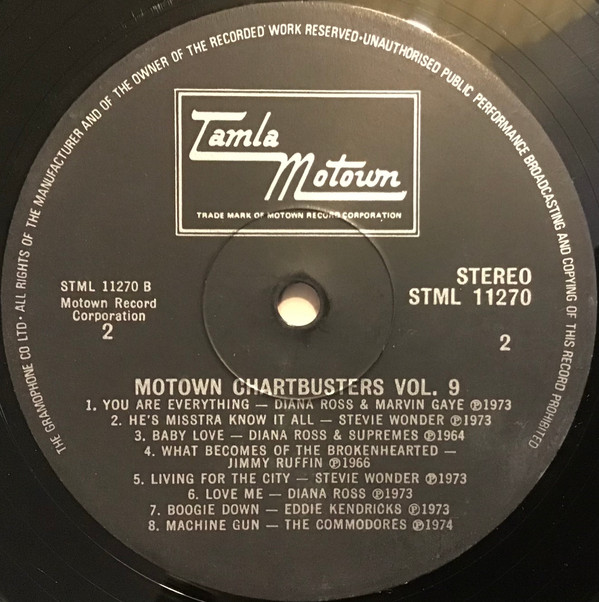 THE GRAMOPHONE CO LTD · ALL RIGHTS OF THE MANUFACTURER AND OF THE OWNER OF THE RECORDED WORK RESERVED · UNAUTHORISED PUBLIC PERFORMANCE BROADCASTING AND COPYING OF THIS RECORD PROHIBITED
Tamla
Motown
TRADE MARK OF MOTOWN RECORD CORPORATION
STML 11270 B
Motown Record
Corporation
2
STEREO
STML 11270
2
MOTOWN CHARTBUSTERS VOL. 9
1. YOU ARE EVERYTHING — DIANA ROSS & MARVIN GAYE ℗1973
2. HE'S MISSTRA KNOW IT ALL — STEVIE WONDER ℗1973
3. BABY LOVE — DIANA ROSS & SUPREMES ℗1964
4. WHAT BECOMES OF THE BROKENHEARTED —
JIMMY RUFFIN ℗1966
5. LIVING FOR THE CITY — STEVIE WONDER ℗1973
6. LOVE ME — DIANA ROSS ℗1973
7. BOOGIE DOWN — EDDIE KENDRICKS ℗1973
8. MACHINE GUN — THE COMMODORES ℗1974